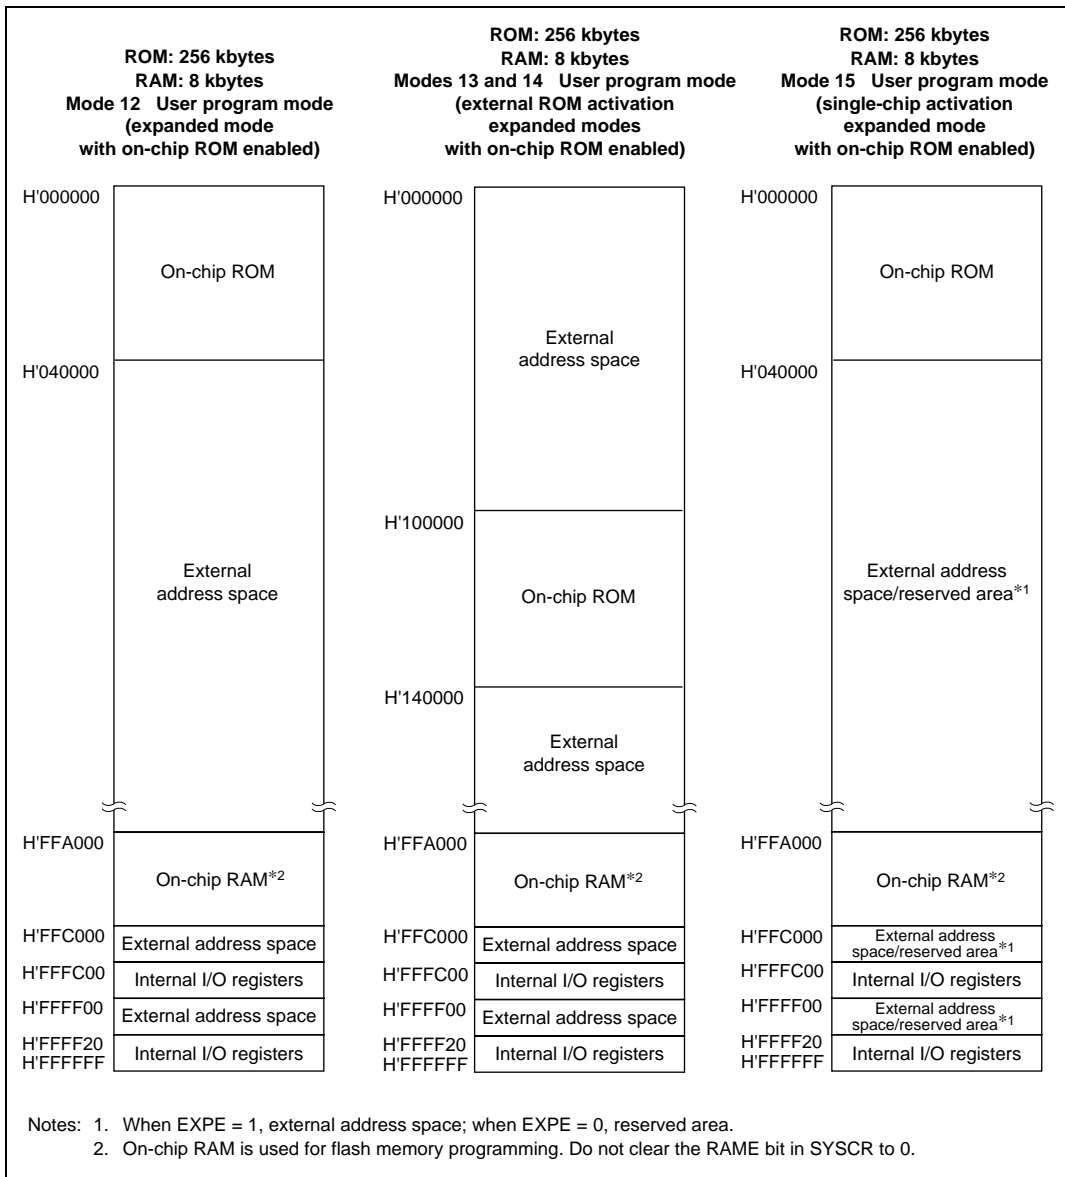 ROM: 256 kbytes
RAM: 8 kbytes
Mode 12   User program mode
(expanded mode
with on-chip ROM enabled)
H'000000
On-chip ROM
H'040000
External
address space
H'FFA000
On-chip RAM*2
H'FFC000
External address space
H'FFFC00
Internal I/O registers
H'FFFF00
External address space
H'FFFF20
Internal I/O registers
H'FFFFFF
ROM: 256 kbytes
RAM: 8 kbytes
Modes 13 and 14   User program mode
(external ROM activation
expanded modes
with on-chip ROM enabled)
H'000000
External
address space
H'100000
On-chip ROM
H'140000
External
address space
H'FFA000
On-chip RAM*2
H'FFC000
External address space
H'FFFC00
Internal I/O registers
H'FFFF00
External address space
H'FFFF20
Internal I/O registers
H'FFFFFF
ROM: 256 kbytes
RAM: 8 kbytes
Mode 15   User program mode
(single-chip activation
expanded mode
with on-chip ROM enabled)
H'000000
On-chip ROM
H'040000
External address
space/reserved area*1
H'FFA000
On-chip RAM*2
H'FFC000
External address
space/reserved area*1
H'FFFC00
Internal I/O registers
H'FFFF00
External address
space/reserved area*1
H'FFFF20
Internal I/O registers
H'FFFFFF
Notes: 1. When EXPE = 1, external address space; when EXPE = 0, reserved area.
2. On-chip RAM is used for flash memory programming. Do not clear the RAME bit in SYSCR to 0.